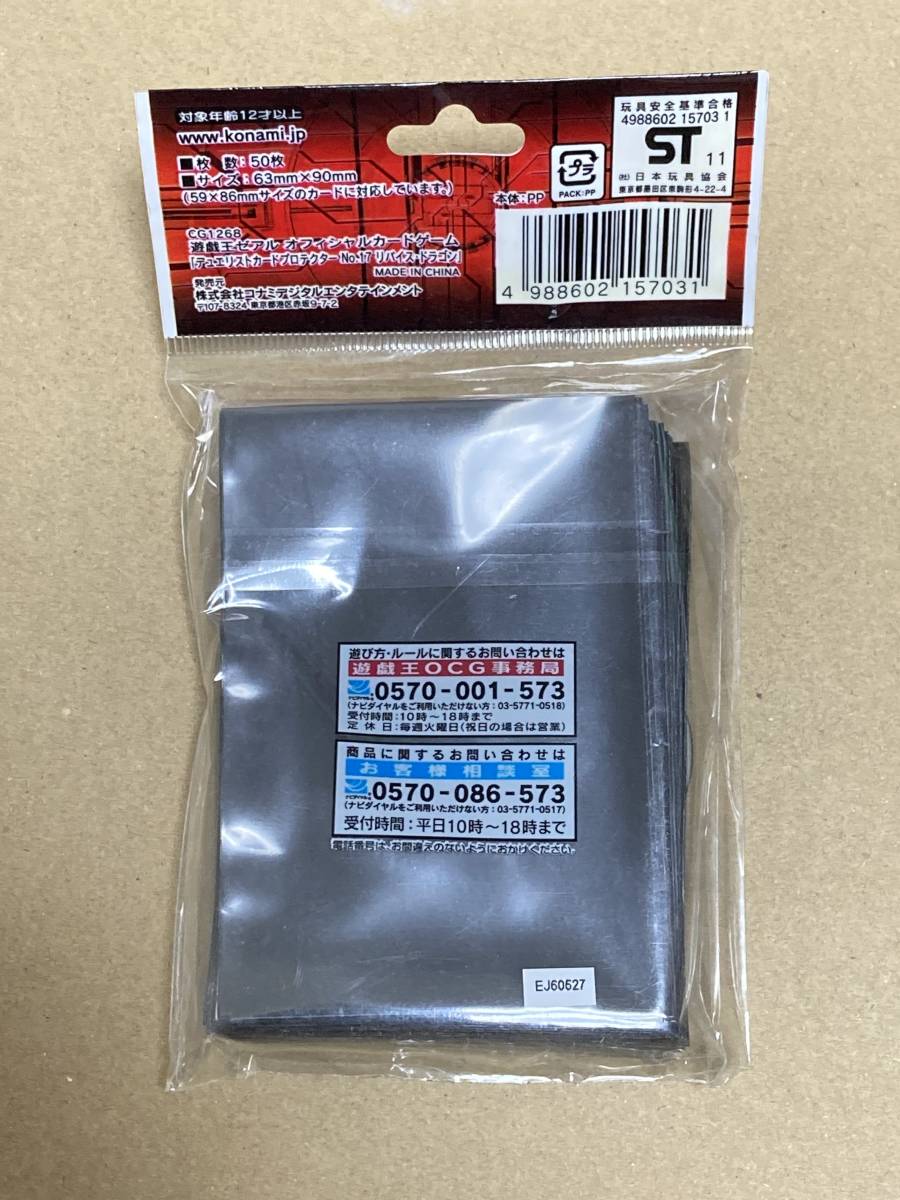 対象年齢12才以上
www.konami.jp
■枚 数:50枚
■サイズ:63mm×90mm
(59×86mmサイズのカードに対応しています。)
本体:PP
プラ
PACK:PP
玩具安全基準合格
4988602 15703 1
ST 11
(社)日本玩具協会
東京都墨田区東駒形4-22-4
CG1268
遊戯王ゼアル オフィシャルカードゲーム
「デュエリストカードプロテクター No.17 リバイス・ドラゴン」
MADE IN CHINA
発売元
株式会社コナミデジタルエンタテインメント
〒107-8324 東京都港区赤坂9-7-2
4 988602 157031
遊び方・ルールに関するお問い合わせは
遊戯王OCG事務局
ナビダイヤル 0570-001-573
(ナビダイヤルをご利用いただけない方:03-5771-0518)
受付時間:10時～18時まで
定休日:毎週火曜日(祝日の場合は営業)
商品に関するお問い合わせは
お客様相談室
ナビダイヤル 0570-086-573
(ナビダイヤルをご利用いただけない方:03-5771-0517)
受付時間:平日10時～18時まで
電話番号は、お間違えのないようにおかけください。
EJ60527